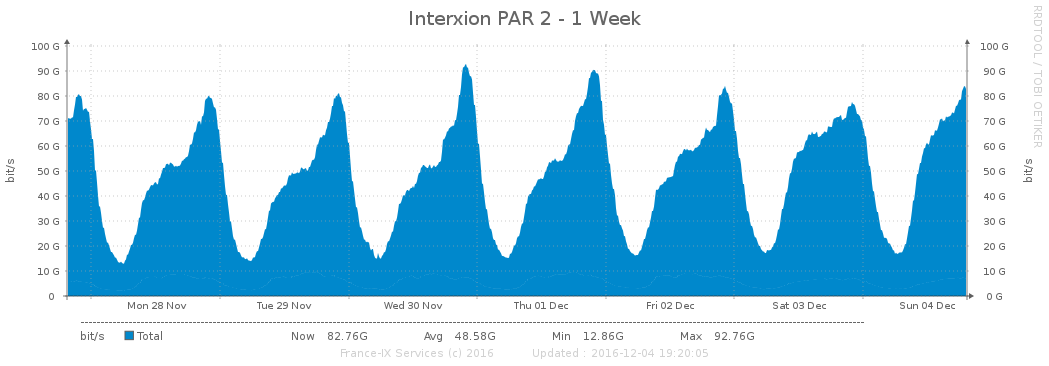 Interxion PAR 2 - 1 Week
RRDTOOL / TOBI OETIKER
bit/s
100 G 100 G
90 G 90 G
80 G 80 G
70 G 70 G
60 G 60 G
50 G 50 G
40 G 40 G
30 G 30 G
20 G 20 G
10 G 10 G
0 0 G
bit/s
Mon 28 Nov Tue 29 Nov Wed 30 Nov Thu 01 Dec Fri 02 Dec Sat 03 Dec Sun 04 Dec
bit/s Total Now 82.76G Avg 48.58G Min 12.86G Max 92.76G
France-IX Services (c) 2016 Updated : 2016-12-04 19:20:05